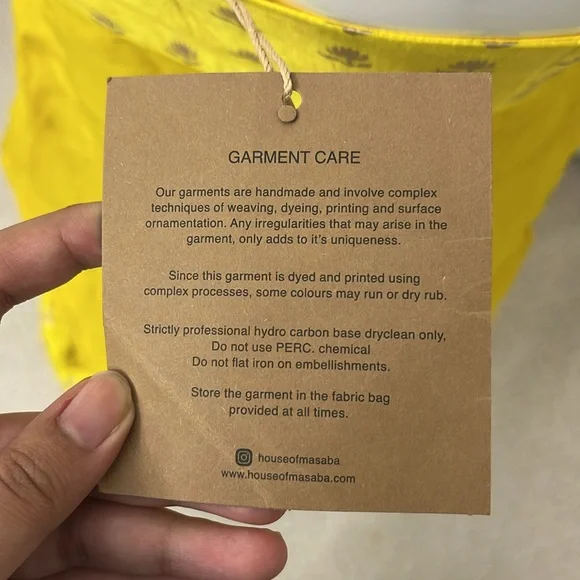 GARMENT CARE
Our garments are handmade and involve complex
techniques of weaving, dyeing, printing and surface
ornamentation. Any irregularities that may arise in the
garment, only adds to it's uniqueness.
Since this garment is dyed and printed using
complex processes, some colours may run or dry rub.
Strictly professional hydro carbon base dryclean only,
Do not use PERC. chemical
Do not flat iron on embellishments.
Store the garment in the fabric bag
provided at all times.
houseofmasaba
www.houseofmasaba.com